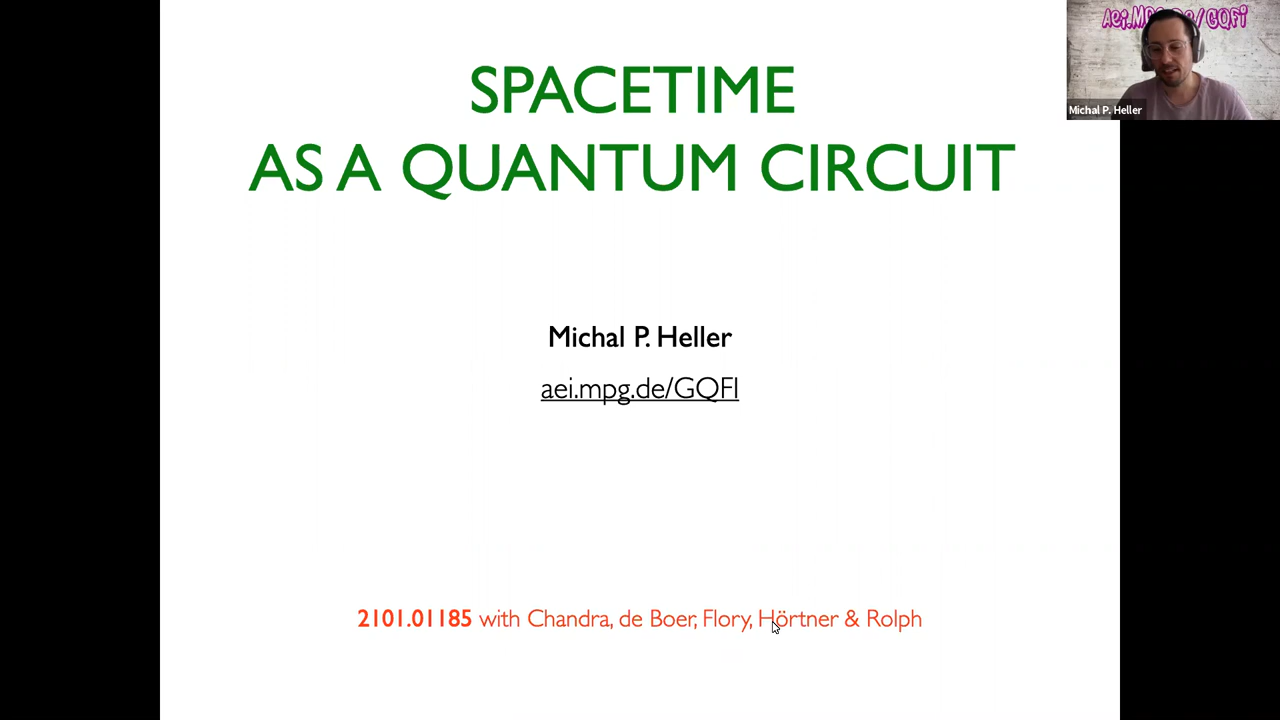 SPACETIME
AS A QUANTUM CIRCUIT
Michal P. Heller
aei.mpg.de/GQFI
2101.01185 with Chandra, de Boer, Flory, Hörtner & Rolph
Michal P. Heller